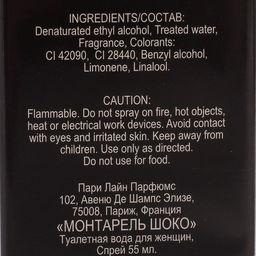 INGREDIENTS/СОСТАВ:
Denaturated ethyl alcohol, Treated water,
Fragrance, Colorants:
CI 42090, CI 28440, Benzyl alcohol,
Limonene, Linalool.
CAUTION:
Flammable. Do not spray on fire, hot objects,
heat or electrical work devices. Avoid contact
with eyes and irritated skin. Keep away from
children. Use only as directed.
Do not use for food.
Пари Лайн Парфюмс
102, Авеню Де Шампс Элизе,
75008, Париж, Франция
«МОНТАРЕЛЬ ШОКО»
Туалетная вода для женщин,
Спрей 55 мл.